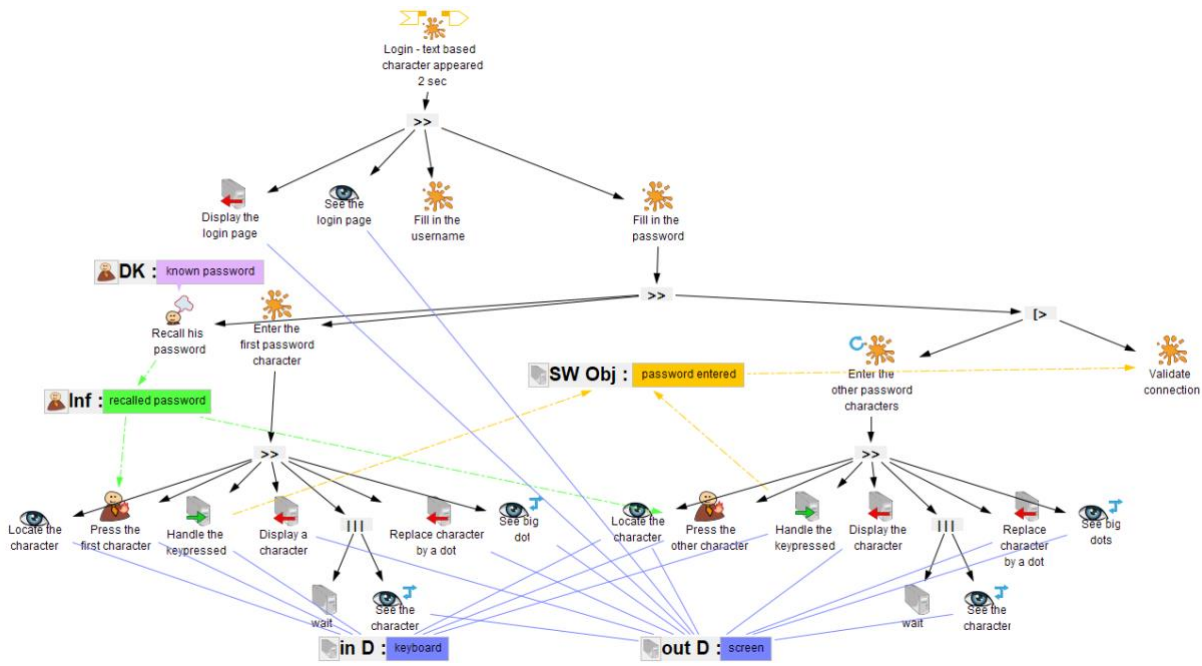 Login - text based
character appeared
2 sec
>>
Display the
login page
See the
login page
Fill in the
username
Fill in the
password
DK :
known password
>>
[>
Recall his
password
Enter the
first password
character
SW Obj :
password entered
Enter the
other password
characters
Validate
connection
Inf :
recalled password
>>
>>
Locate the
character
Press the
first character
Handle the
keypressed
Display a
character
|||
Replace character
by a dot
See big
dot
Locate the
character
Press the
other character
Handle the
keypressed
Display the
character
|||
Replace
character
by a dot
See big
dots
wait
See the
character
wait
See the
character
in D :
keyboard
out D :
screen